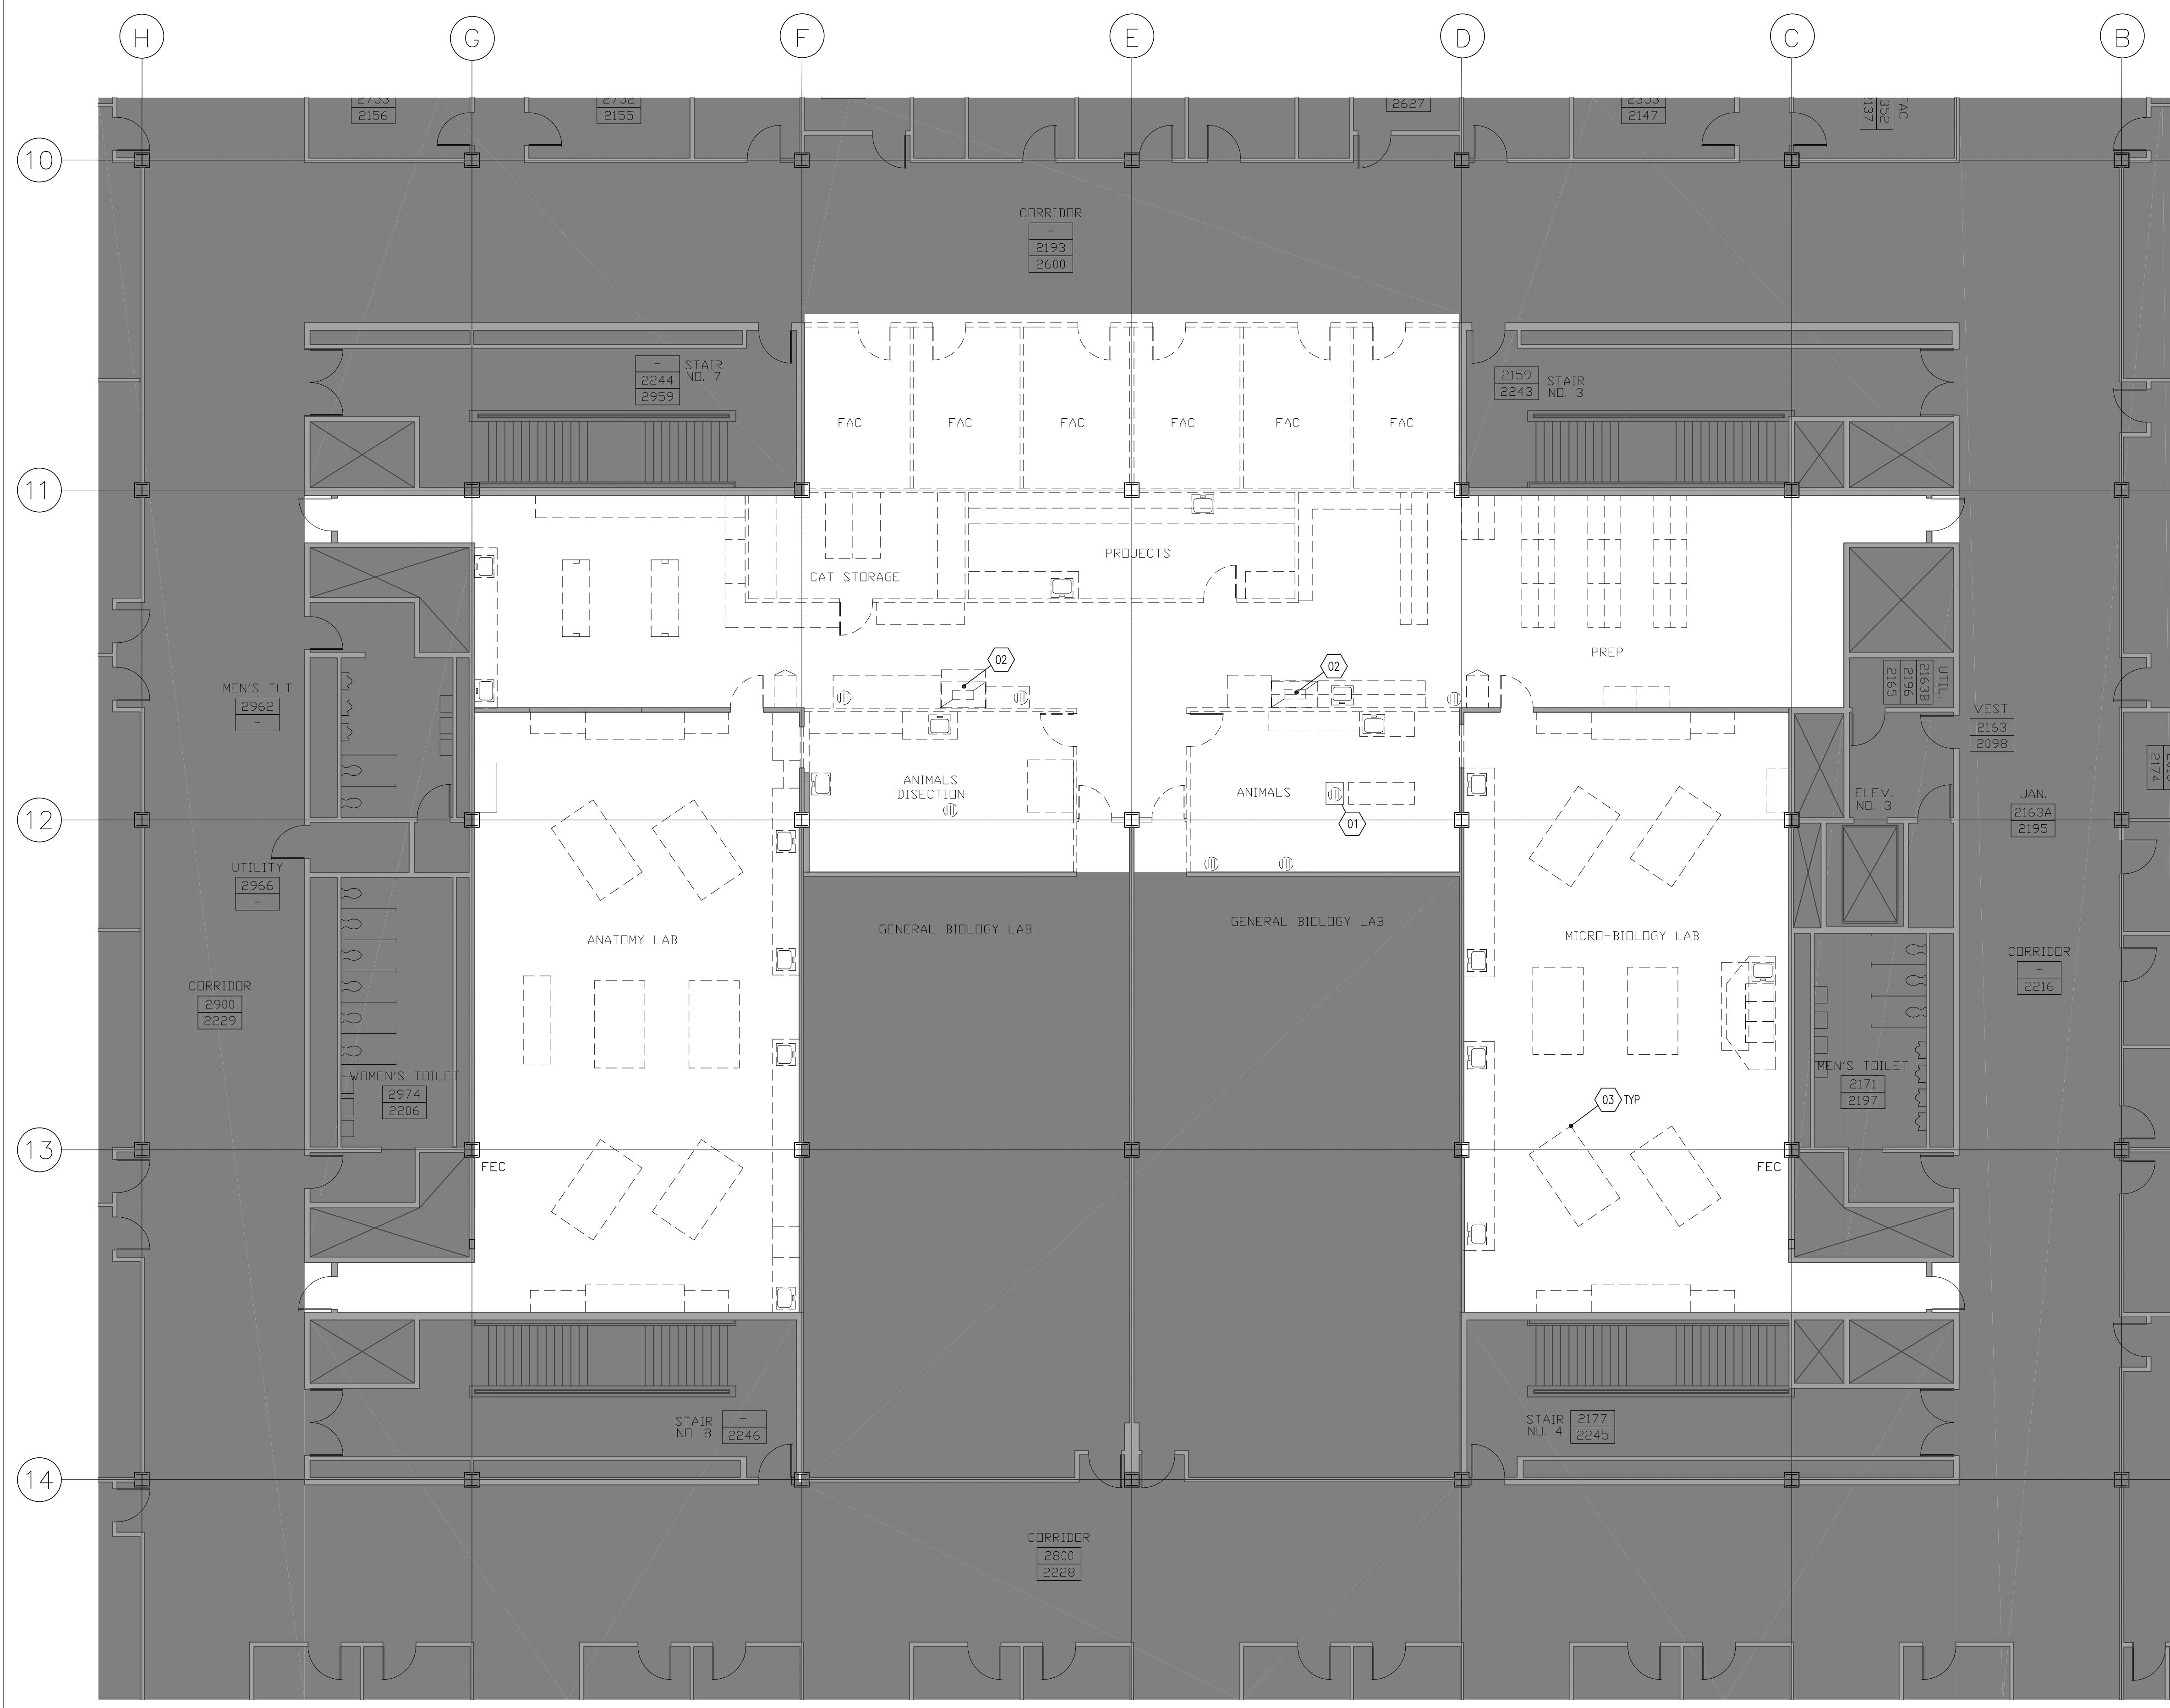 H
G
F
E
D
C
B
10
11
12
13
14
2156
2155
2627
2147
FAC
CORRIDOR
-
2193
2600
-
2244
2959
STAIR
NO. 7
2159
2243
STAIR
NO. 3
FAC
FAC
FAC
FAC
FAC
FAC
PROJECTS
CAT STORAGE
PREP
02
02
MEN'S TLT
2962
-
UTIL.
2163B
2196
2165
VEST.
2163
2098
2174
ANIMALS
DISECTION
ANIMALS
01
ELEV.
NO. 3
JAN.
2163A
2195
UTILITY
2966
-
GENERAL BIOLOGY LAB
GENERAL BIOLOGY LAB
ANATOMY LAB
MICRO-BIOLOGY LAB
CORRIDOR
-
2216
CORRIDOR
2900
2229
WOMEN'S TOILET
2974
2206
MEN'S TOILET
2171
2197
03 TYP
FEC
FEC
STAIR
NO. 8
-
2246
STAIR
NO. 4
2177
2245
CORRIDOR
2800
2228